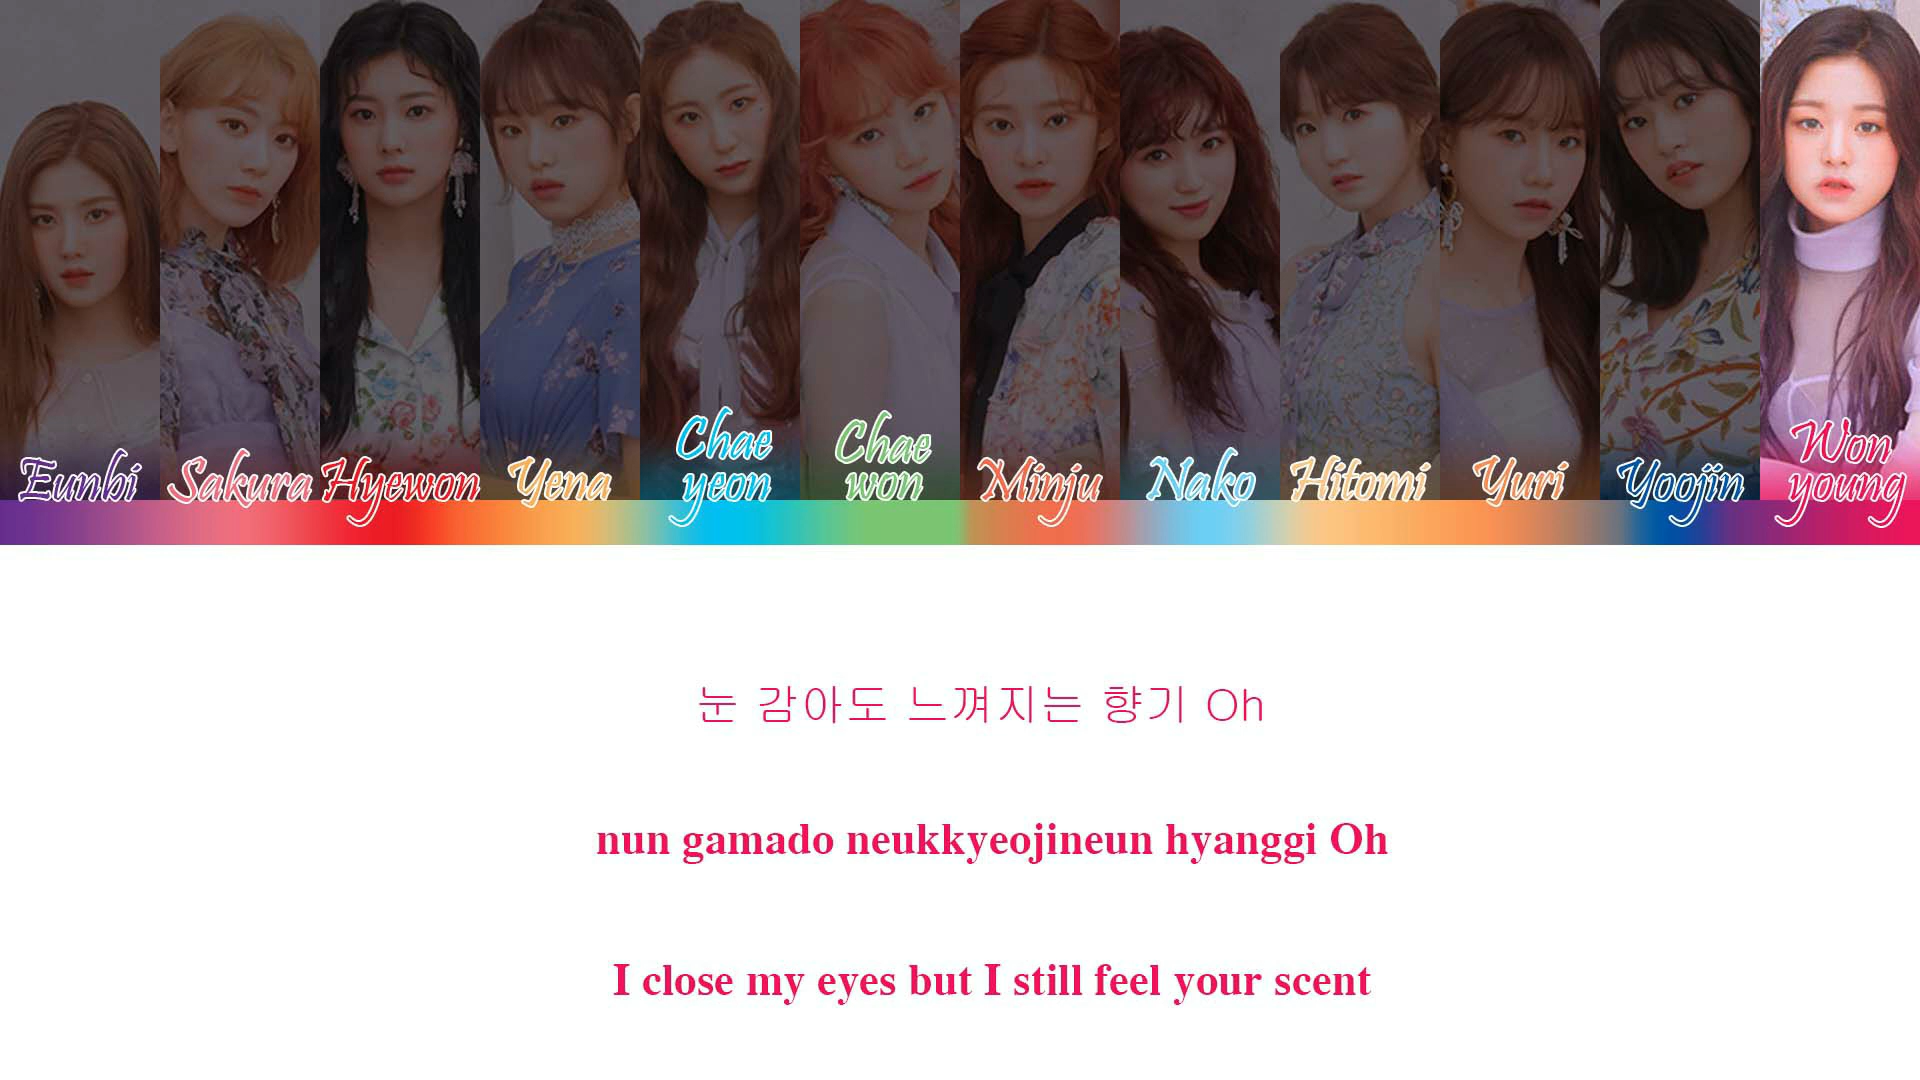 Eunbi
Sakura
Hyewon
Yena
Chae
yeon
Chae
won
Minju
Nako
Hitomi
Yuri
Yoojin
Won
young
눈 감아도 느껴지는 향기 Oh
nun gamado neukkyeojineun hyanggi Oh
I close my eyes but I still feel your scent